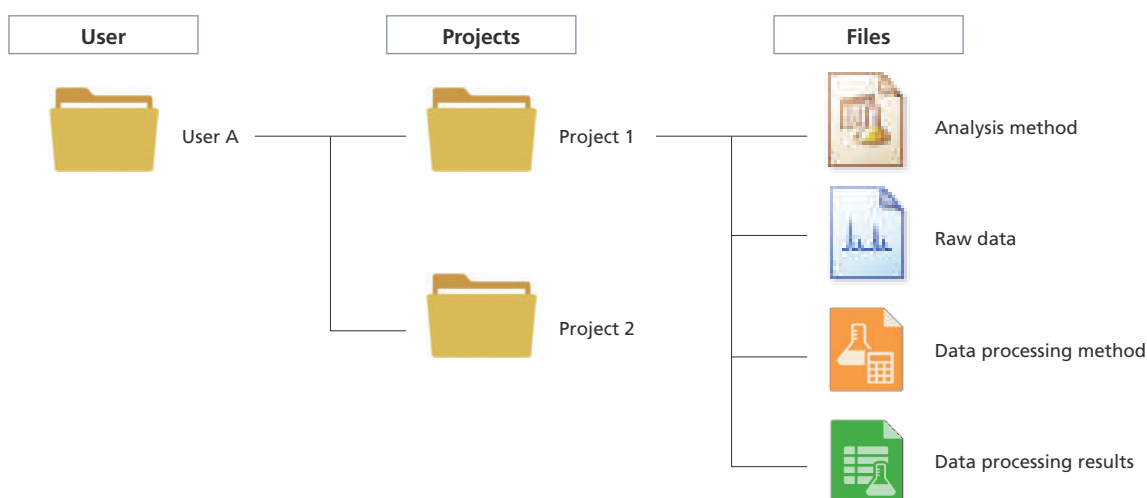 User
Projects
Files
User A
Project 1
Project 2
Analysis method
Raw data
Data processing method
Data processing results